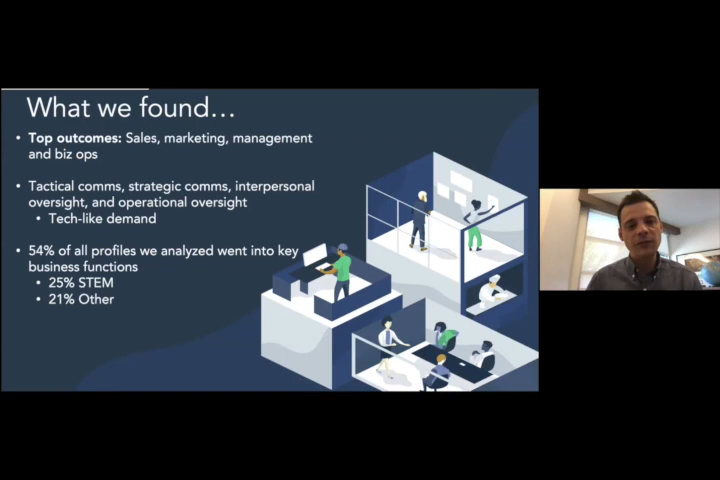 What we found…
• Top outcomes: Sales, marketing, management
and biz ops
• Tactical comms, strategic comms, interpersonal
oversight, and operational oversight
• Tech-like demand
• 54% of all profiles we analyzed went into key
business functions
• 25% STEM
• 21% Other